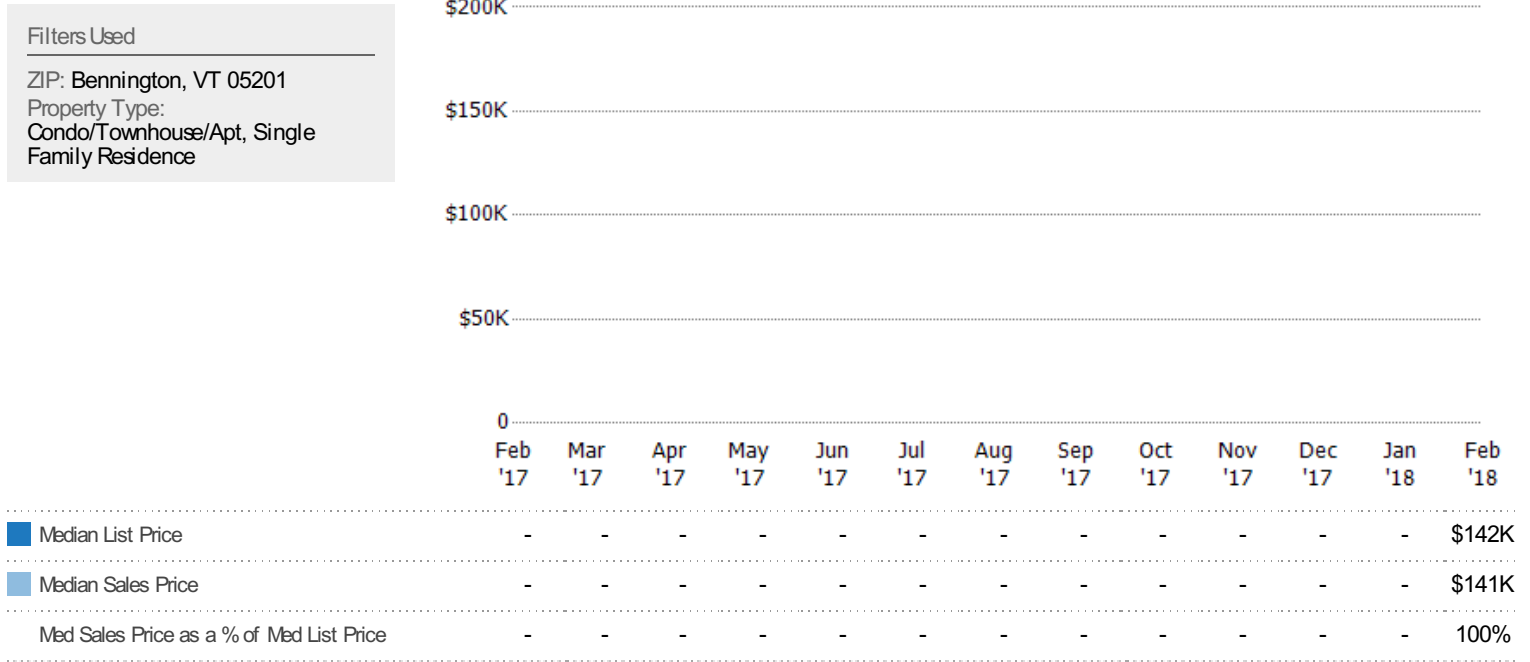 Filters Used
ZIP: Bennington, VT 05201
Property Type:
Condo/Townhouse/Apt, Single
Family Residence
$200K
$150K
$100K
$50K
0
Feb Mar Apr May Jun Jul Aug Sep Oct Nov Dec Jan Feb
'17 '17 '17 '17 '17 '17 '17 '17 '17 '17 '17 '18 '18
Median List Price - - - - - - - - - - - - $142K
Median Sales Price - - - - - - - - - - - - $141K
Med Sales Price as a % of Med List Price - - - - - - - - - - - - 100%